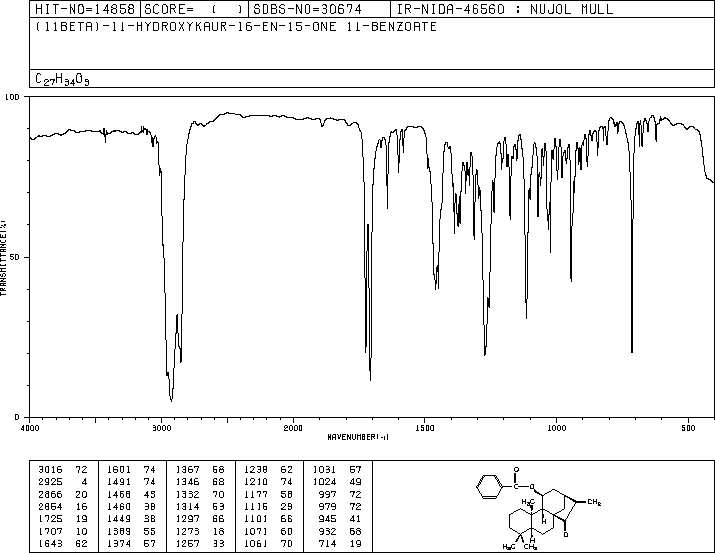 HIT-NO=14858 SCORE= ( ) SDBS-NO=30674 IR-NIDA-46560 : NUJOL MULL
(11BETA)-11-HYDROXYKAUR-16-EN-15-ONE 11-BENZOATE
C27H34O3
100
50
0
TRANSMITTANCE(%)
4000 3000 2000 1500 1000 500
WAVENUMBER(-1)
3016 72 1601 74 1367 68 1238 62 1031 57
2925 4 1491 74 1346 68 1210 74 1024 49
2866 20 1468 45 1332 70 1177 58 997 72
2854 16 1460 38 1314 53 1116 29 979 72
1725 19 1449 38 1297 66 1101 66 945 41
1707 10 1389 55 1273 18 1071 60 932 58
1643 62 1374 57 1257 33 1061 70 714 19
O
C
O
CH3
H
CH2
H
O
H3C CH3